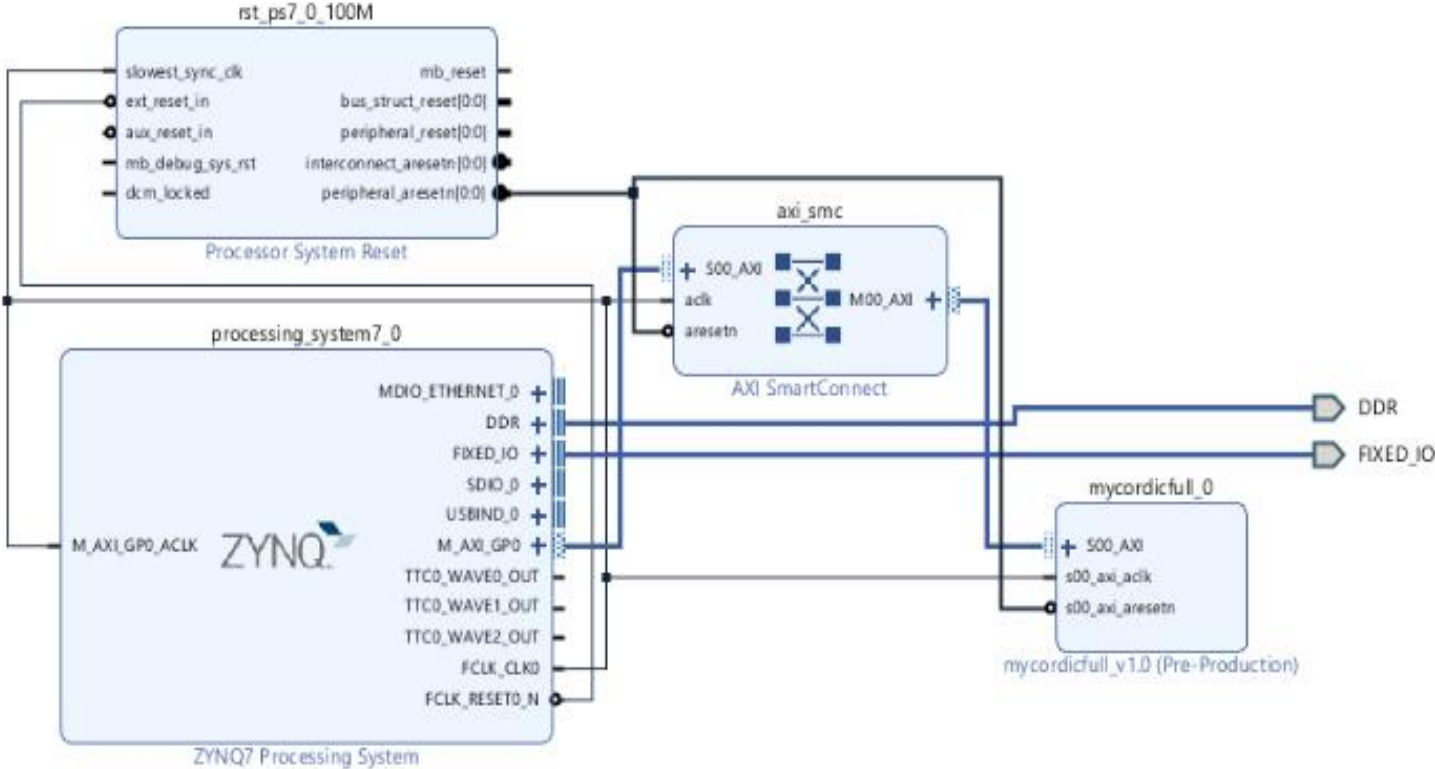 rst_ps7_0_100M
slowest_sync_clk
mb_reset
ext_reset_in
bus_struct_reset[0:0]
aux_reset_in
peripheral_reset[0:0]
mb_debug_sys_rst
interconnect_aresetn[0:0]
dcm_locked
peripheral_aresetn[0:0]
Processor System Reset
axi_smc
S00_AXI
aclk
M00_AXI
aresetn
AXI SmartConnect
processing_system7_0
MDIO_ETHERNET_0
DDR
FIXED_IO
SDIO_0
USBIND_0
M_AXI_GP0_ACLK
ZYNQ
M_AXI_GP0
TTC0_WAVE0_OUT
TTC0_WAVE1_OUT
TTC0_WAVE2_OUT
FCLK_CLK0
FCLK_RESET0_N
ZYNQ7 Processing System
DDR
FIXED_IO
mycordicfull_0
S00_AXI
s00_axi_aclk
s00_axi_aresetn
mycordicfull_v1.0 (Pre-Production)